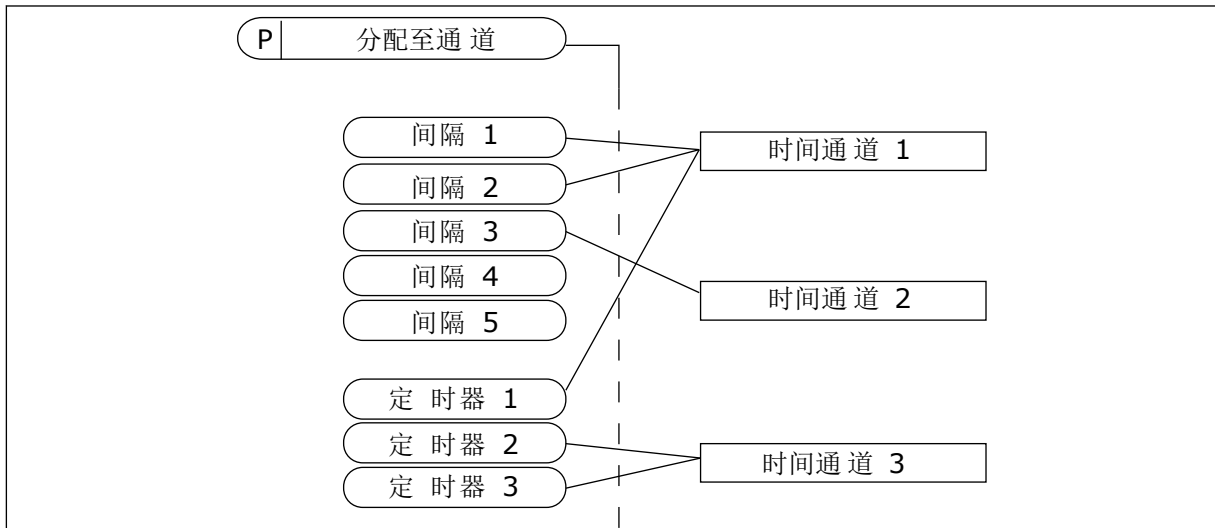 P 分配至通道
间隔 1
时间通道 1
间隔 2
间隔 3
间隔 4
时间通道 2
间隔 5
定时器 1
定时器 2
时间通道 3
定时器 3